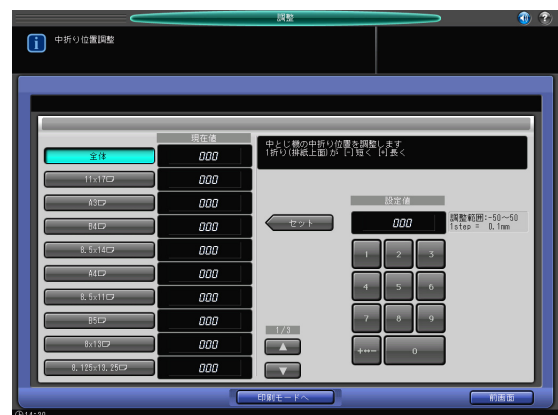 調整
中折り位置調整
現在値
全体
000
11x17
000
A3
000
B4
000
8.5x14
000
A4
000
8.5x11
000
B5
000
8x13
000
8.125x13.25
000
中とじ機の中折り位置を調整します
1折り(排紙上面)が [-]短く [+]長く
設定値
セット
000
調整範囲:-50～50
1step = 0.1mm
1 2 3
4 5 6
7 8 9
+↔- 0
1/3
▲
▼
印刷モードへ
前画面
14:20